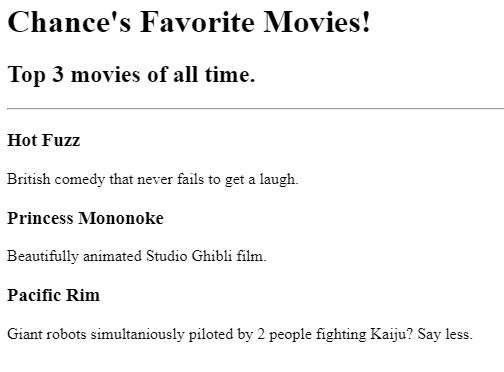 Chance's Favorite Movies!
Top 3 movies of all time.
Hot Fuzz
British comedy that never fails to get a laugh.
Princess Mononoke
Beautifully animated Studio Ghibli film.
Pacific Rim
Giant robots simultaniously piloted by 2 people fighting Kaiju? Say less.